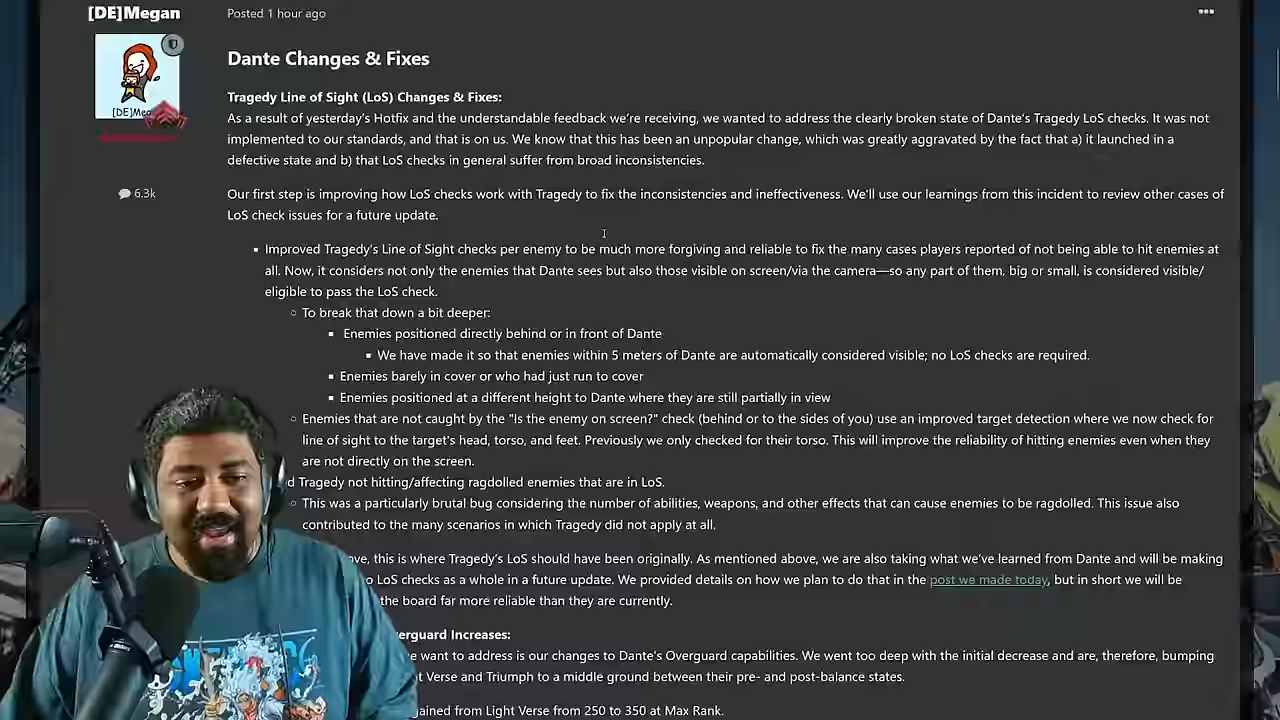 [DE]Megan
Posted 1 hour ago
[DE]Meg
6.3k
Dante Changes & Fixes
Tragedy Line of Sight (LoS) Changes & Fixes:
As a result of yesterday's Hotfix and the understandable feedback we're receiving, we wanted to address the clearly broken state of Dante's Tragedy LoS checks. It was not
implemented to our standards, and that is on us. We know that this has been an unpopular change, which was greatly aggravated by the fact that a) it launched in a
defective state and b) that LoS checks in general suffer from broad inconsistencies.
Our first step is improving how LoS checks work with Tragedy to fix the inconsistencies and ineffectiveness. We'll use our learnings from this incident to review other cases of
LoS check issues for a future update.
• Improved Tragedy's Line of Sight checks per enemy to be much more forgiving and reliable to fix the many cases players reported of not being able to hit enemies at
all. Now, it considers not only the enemies that Dante sees but also those visible on screen/via the camera—so any part of them, big or small, is considered visible/
eligible to pass the LoS check.
To break that down a bit deeper:
Enemies positioned directly behind or in front of Dante
We have made it so that enemies within 5 meters of Dante are automatically considered visible; no LoS checks are required.
Enemies barely in cover or who had just run to cover
Enemies positioned at a different height to Dante where they are still partially in view
Enemies that are not caught by the "Is the enemy on screen?" check (behind or to the sides of you) use an improved target detection where we now check for
line of sight to the target's head, torso, and feet. Previously we only checked for their torso. This will improve the reliability of hitting enemies even when they
are not directly on the screen.
d Tragedy not hitting/affecting ragdolled enemies that are in LoS.
This was a particularly brutal bug considering the number of abilities, weapons, and other effects that can cause enemies to be ragdolled. This issue also
contributed to the many scenarios in which Tragedy did not apply at all.
ve, this is where Tragedy's LoS should have been originally. As mentioned above, we are also taking what we've learned from Dante and will be making
o LoS checks as a whole in a future update. We provided details on how we plan to do that in the post we made today, but in short we will be
the board far more reliable than they are currently.
verguard Increases:
e want to address is our changes to Dante's Overguard capabilities. We went too deep with the initial decrease and are, therefore, bumping
t Verse and Triumph to a middle ground between their pre- and post-balance states.
ained from Light Verse from 250 to 350 at Max Rank.